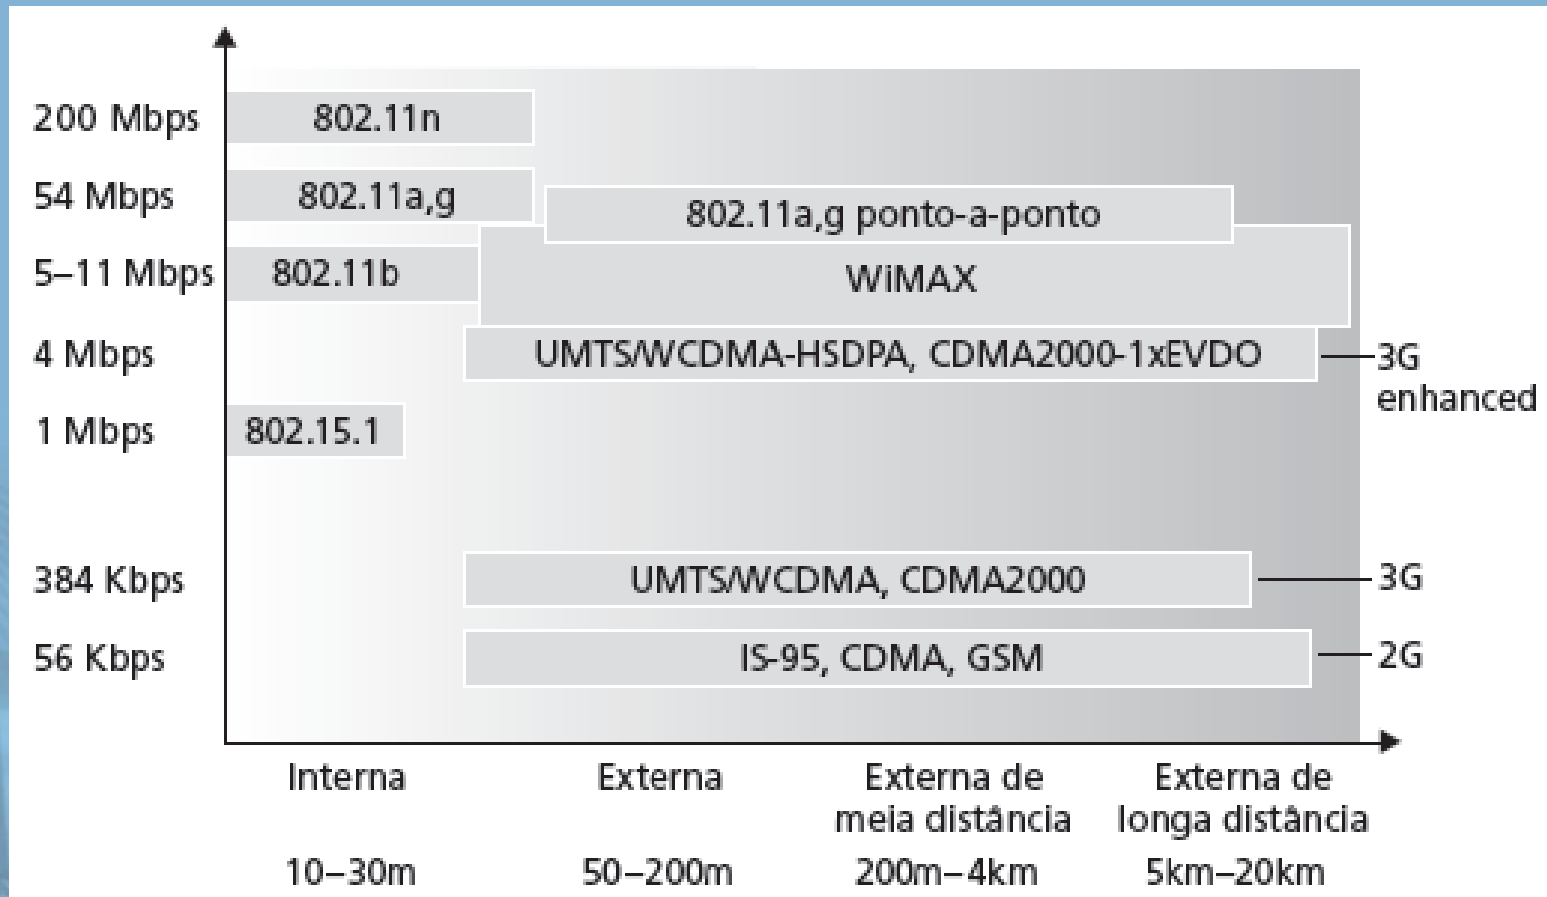 200 Mbps
802.11n
54 Mbps
802.11a,g
802.11a,g ponto-a-ponto
5–11 Mbps
802.11b
WiMAX
4 Mbps
UMTS/WCDMA-HSDPA, CDMA2000-1xEVDO
3G
enhanced
1 Mbps
802.15.1
384 Kbps
UMTS/WCDMA, CDMA2000
3G
56 Kbps
IS-95, CDMA, GSM
2G
Interna
10–30m
Externa
50–200m
Externa de
meia distância
200m–4km
Externa de
longa distância
5km–20km